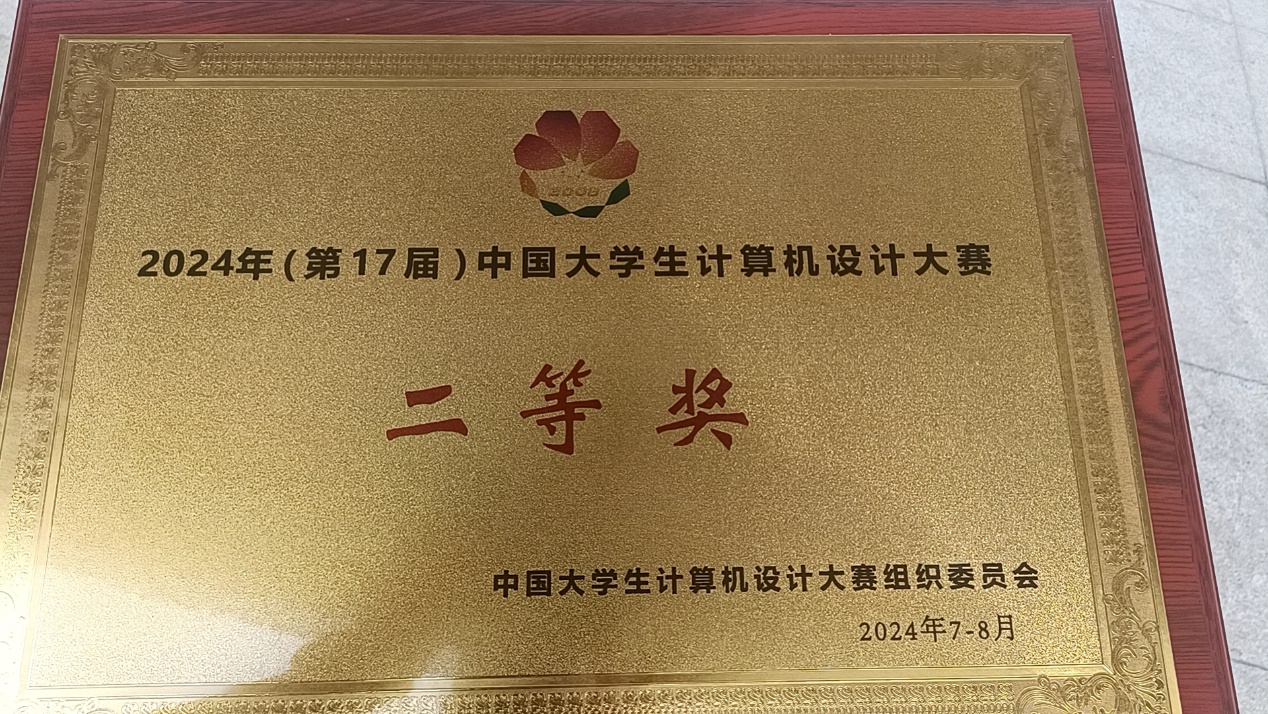 2024年(第17届)中国大学生计算机设计大赛
二等奖
中国大学生计算机设计大赛组织委员会
2024年7-8月